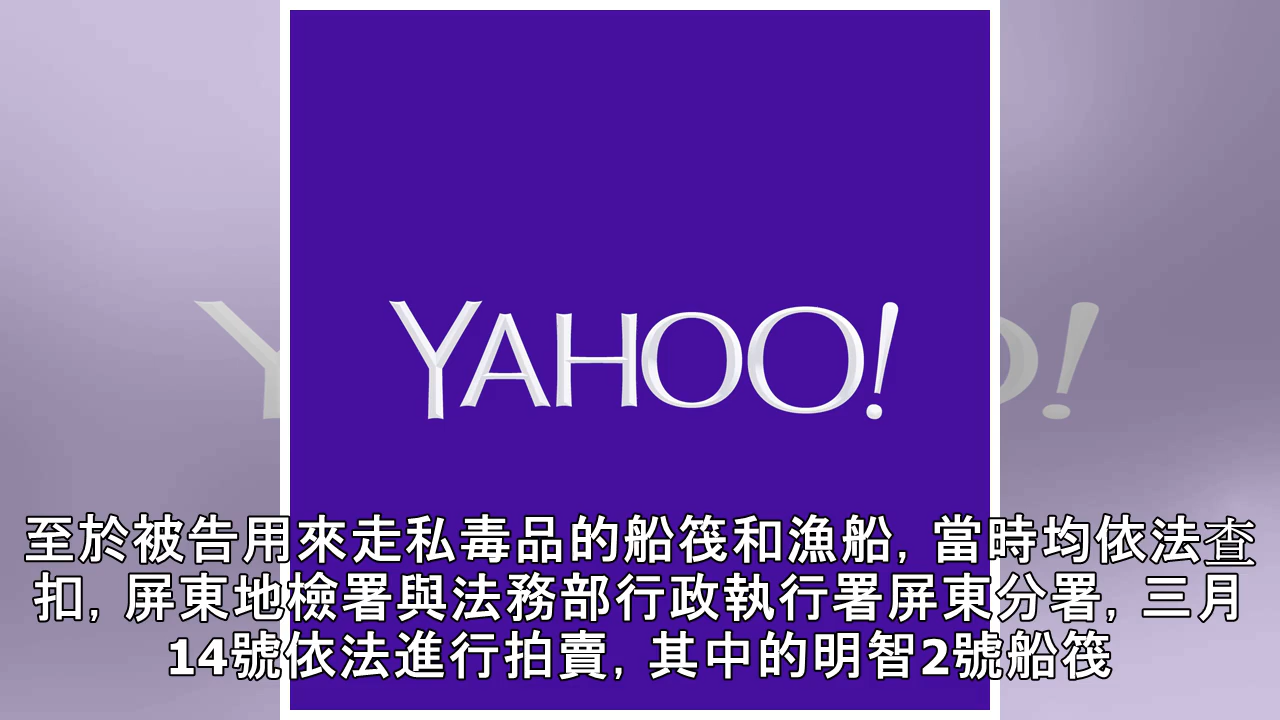 YAHOO!
至於被告用來走私毒品的船筏和漁船, 當時均依法查
扣, 屏東地檢署與法務部行政執行署屏東分署, 三月
14號依法進行拍賣, 其中的明智2號船筏